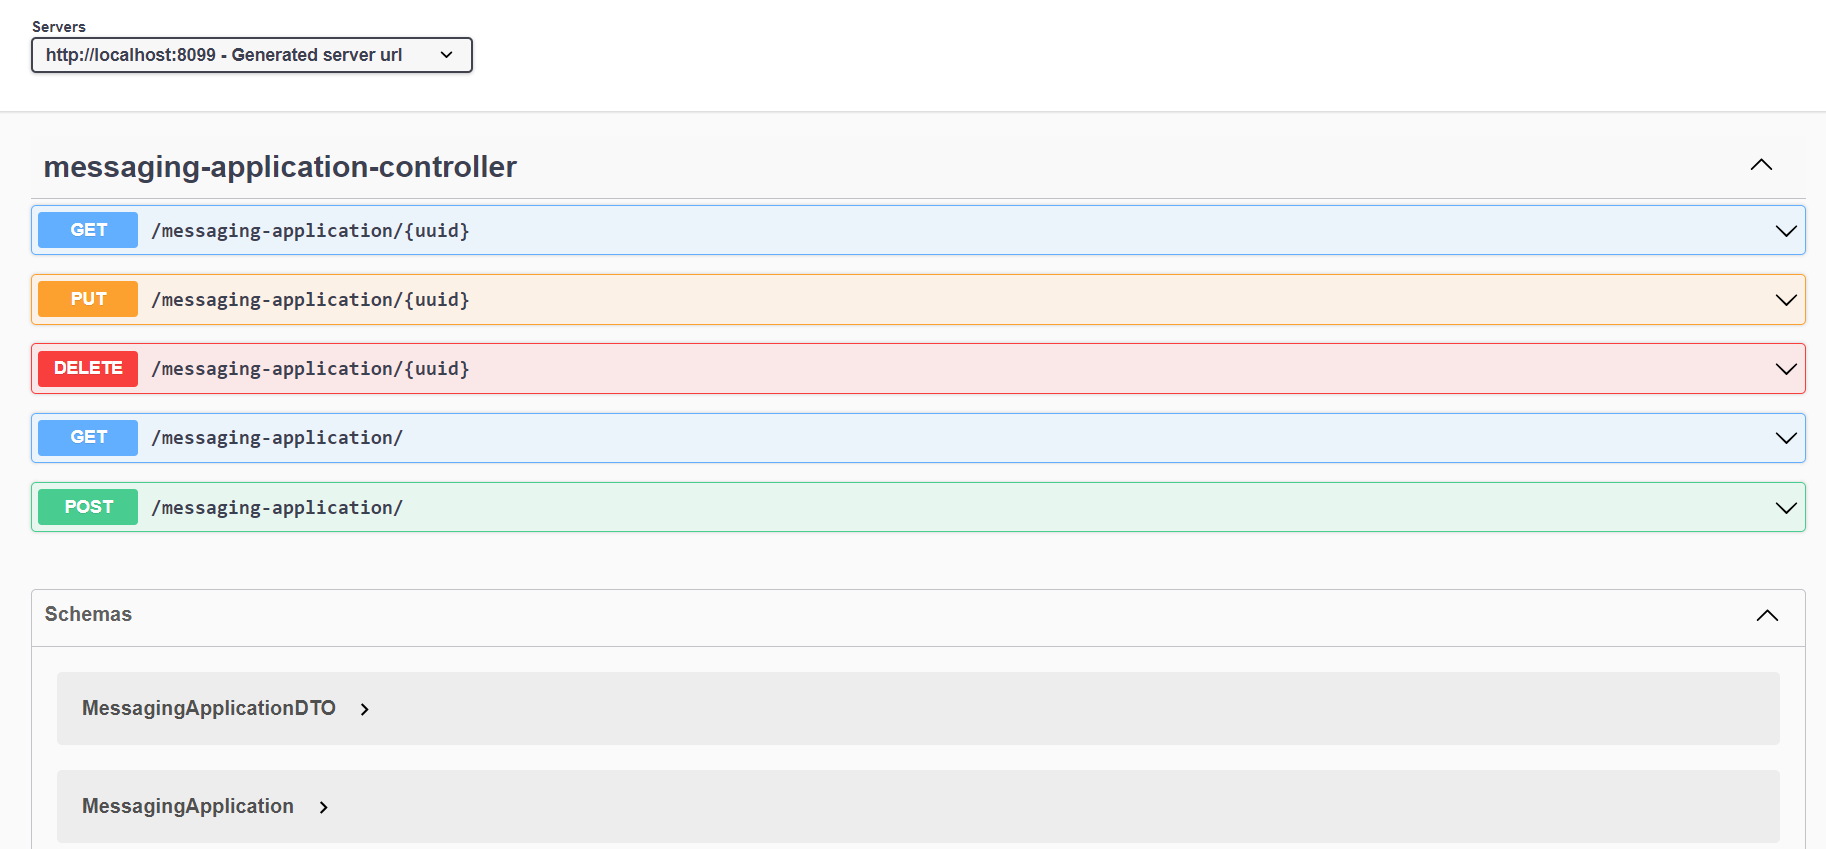 Servers
http://localhost:8099 - Generated server url
messaging-application-controller
GET /messaging-application/{uuid}
PUT /messaging-application/{uuid}
DELETE /messaging-application/{uuid}
GET /messaging-application/
POST /messaging-application/
Schemas
MessagingApplicationDTO
MessagingApplication